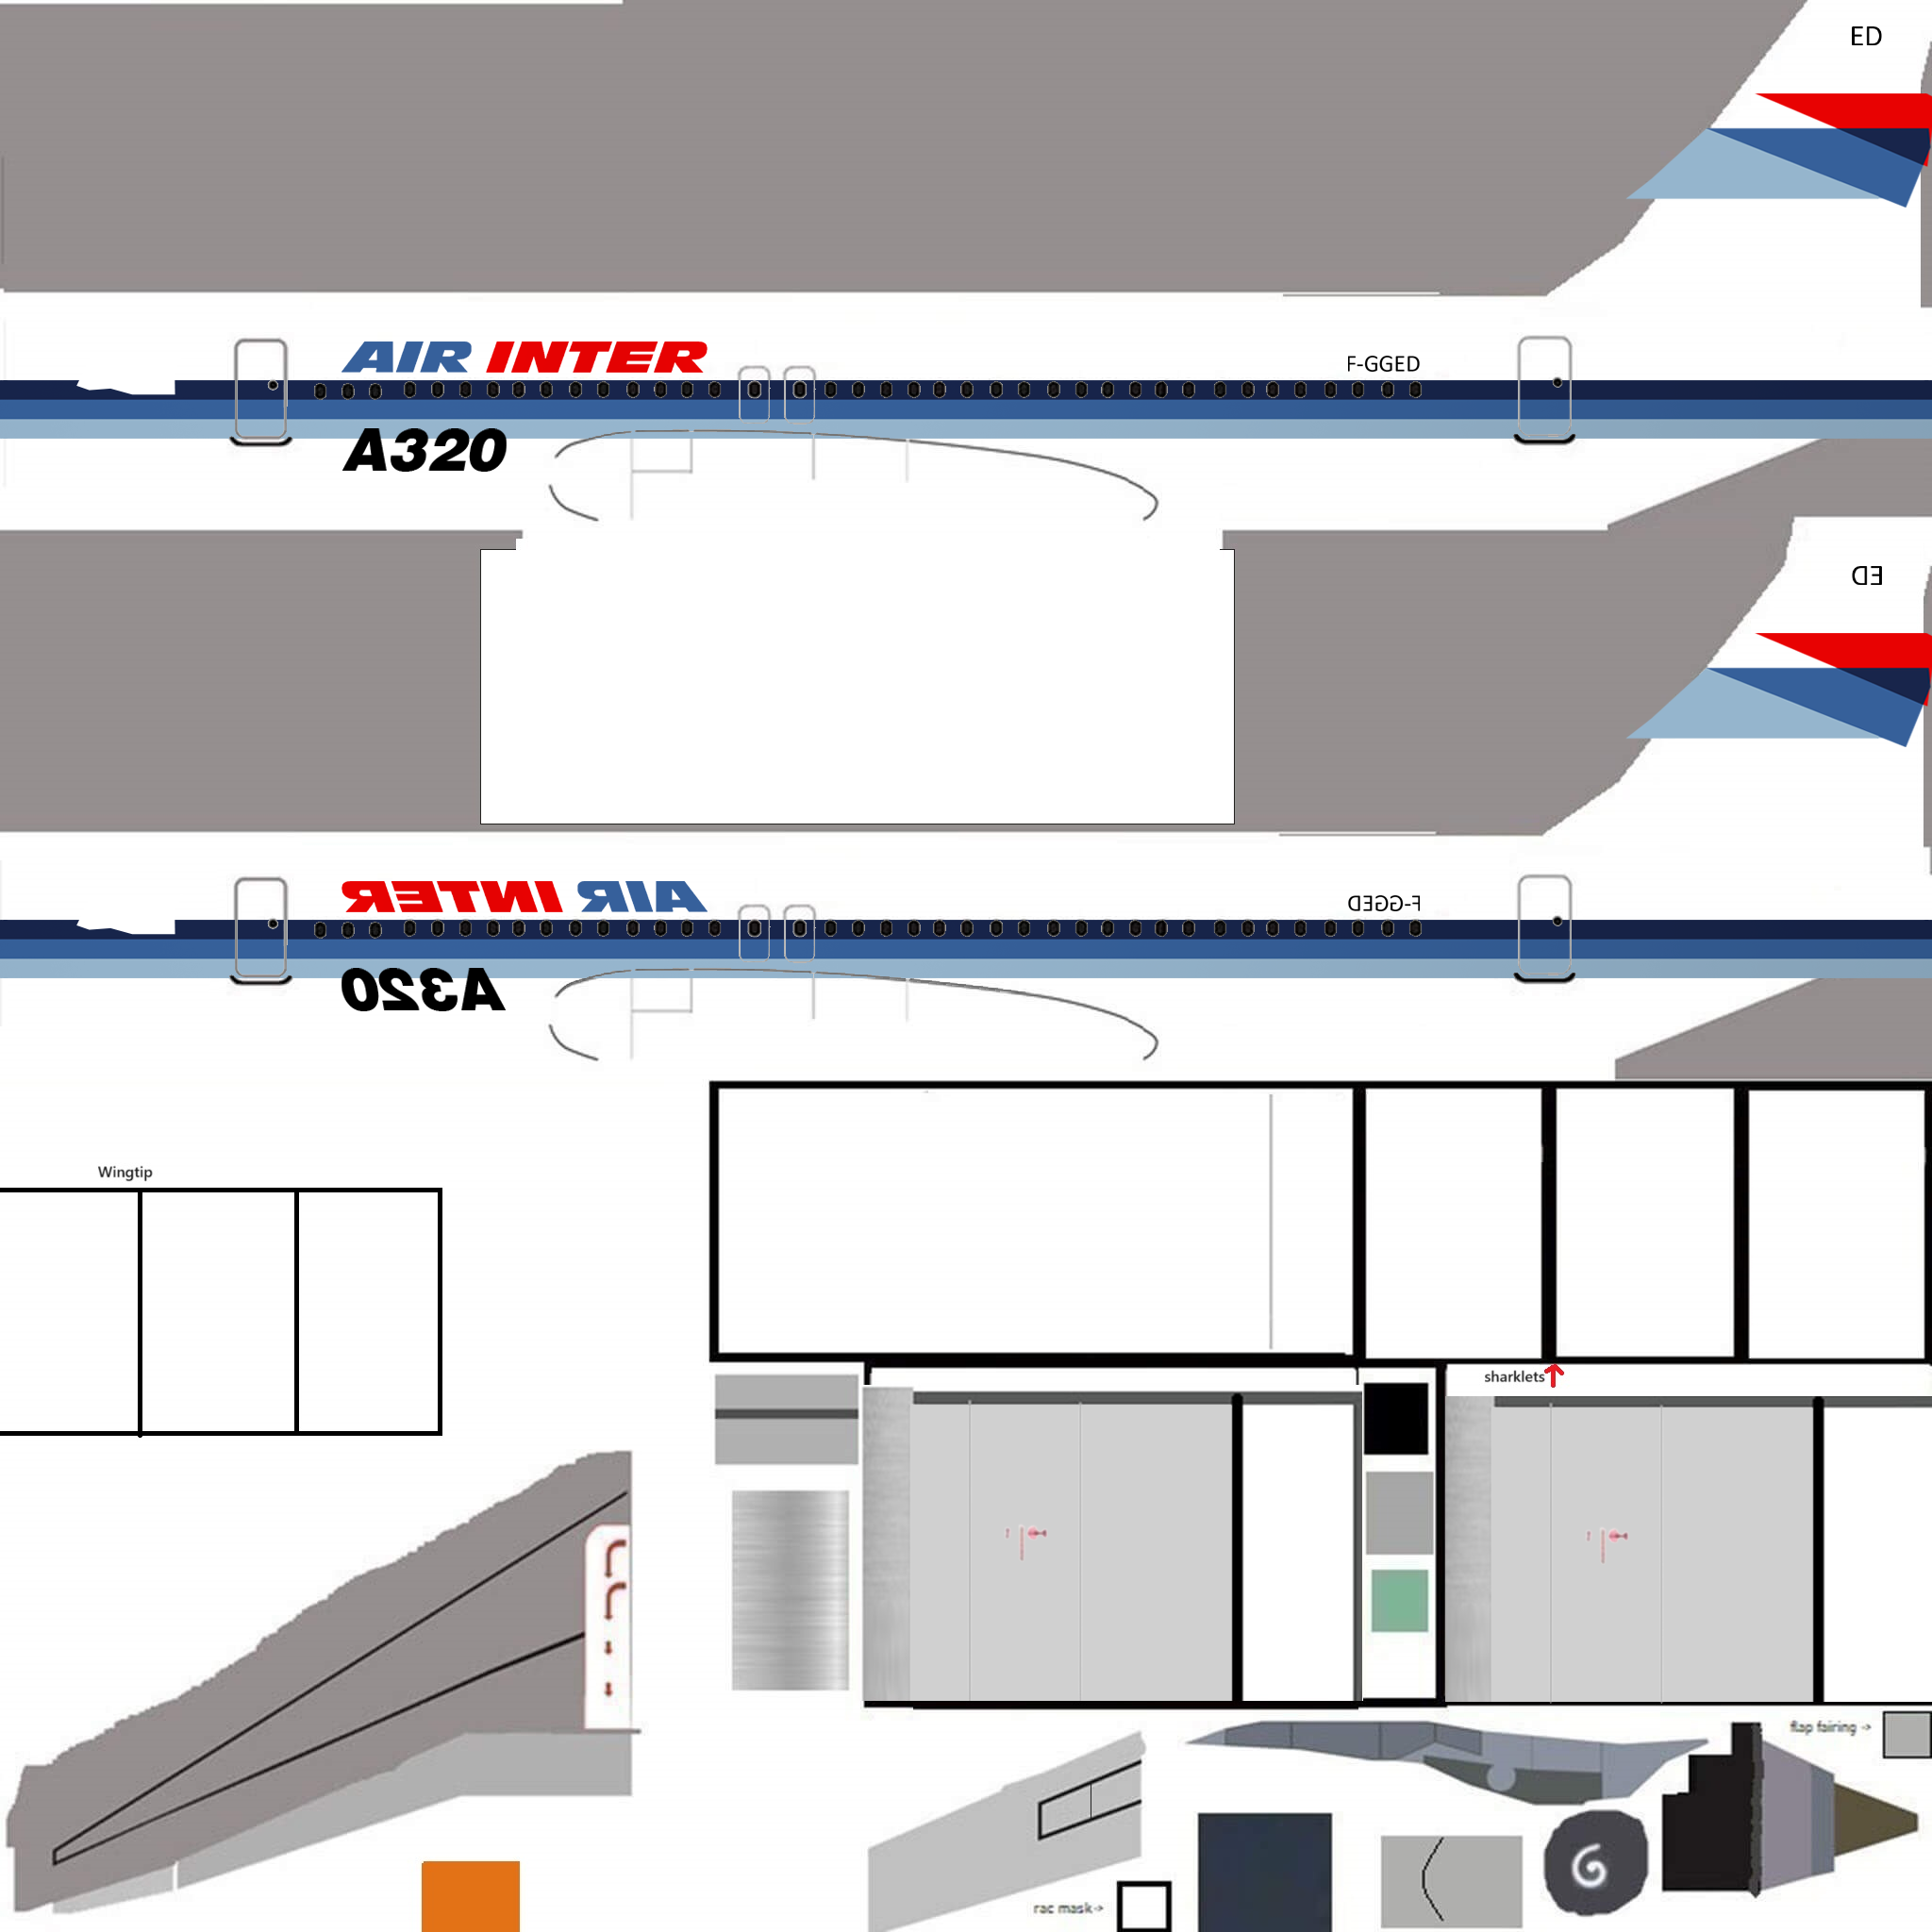 ED
AIR INTER
F-GGED
A320
ED
AIR INTER
F-GGED
A320
Wingtip
sharklets
flap fairing ->
rac mask->